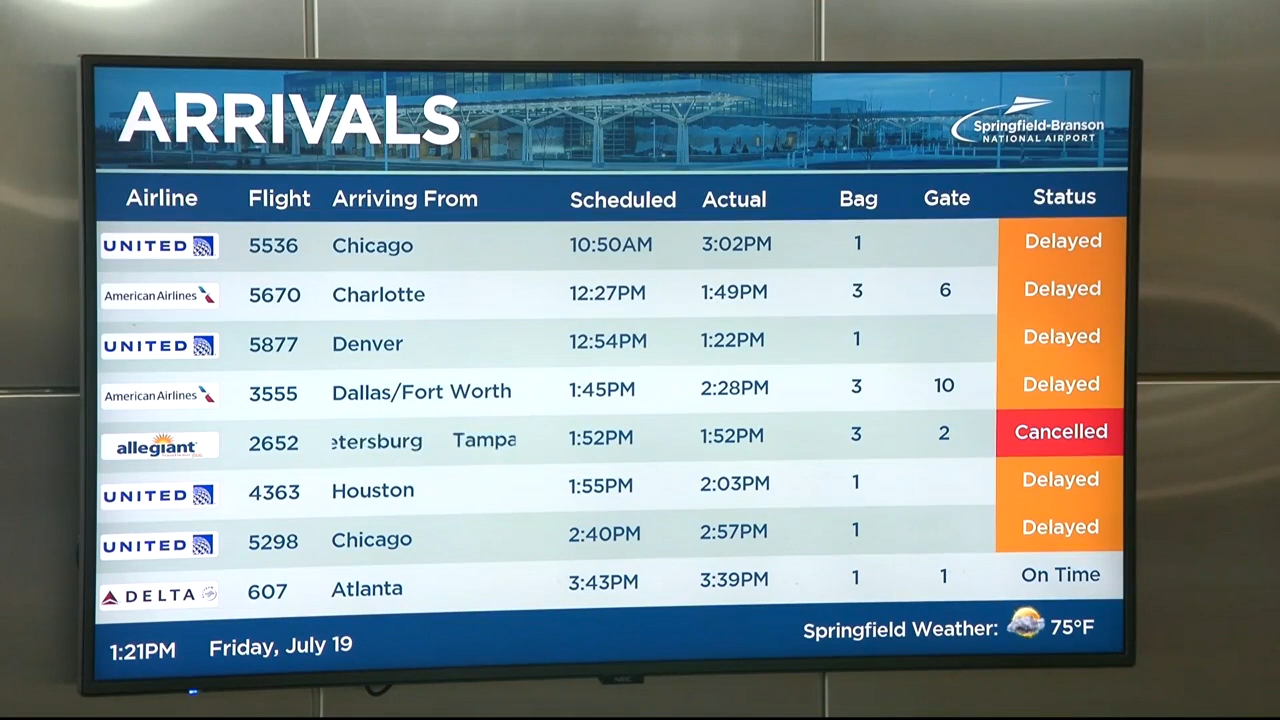 ARRIVALS
Springfield-Branson
NATIONAL AIRPORT
Airline Flight Arriving From Scheduled Actual Bag Gate Status
UNITED 5536 Chicago 10:50AM 3:02PM 1 Delayed
American Airlines 5670 Charlotte 12:27PM 1:49PM 3 6 Delayed
UNITED 5877 Denver 12:54PM 1:22PM 1 Delayed
American Airlines 3555 Dallas/Fort Worth 1:45PM 2:28PM 3 10 Delayed
allegiant 2652 etersburg Tampa 1:52PM 1:52PM 3 2 Cancelled
UNITED 4363 Houston 1:55PM 2:03PM 1 Delayed
UNITED 5298 Chicago 2:40PM 2:57PM 1 Delayed
DELTA 607 Atlanta 3:43PM 3:39PM 1 1 On Time
1:21PM Friday, July 19 Springfield Weather: 75°F
NEC